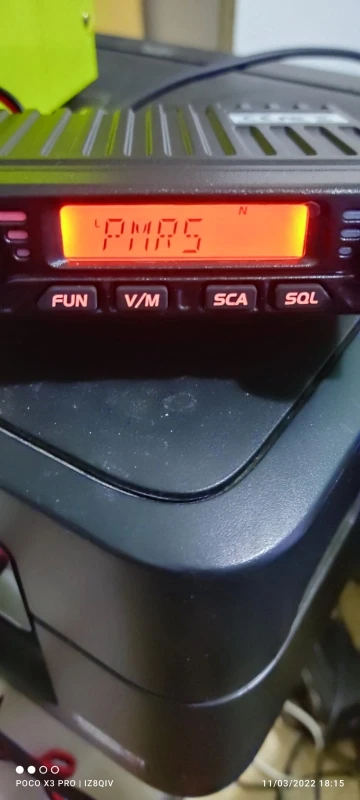 N
L PMR5
FUN V/M SCA SQL
POCO X3 PRO | IZ8QIV 11/03/2022 18:15